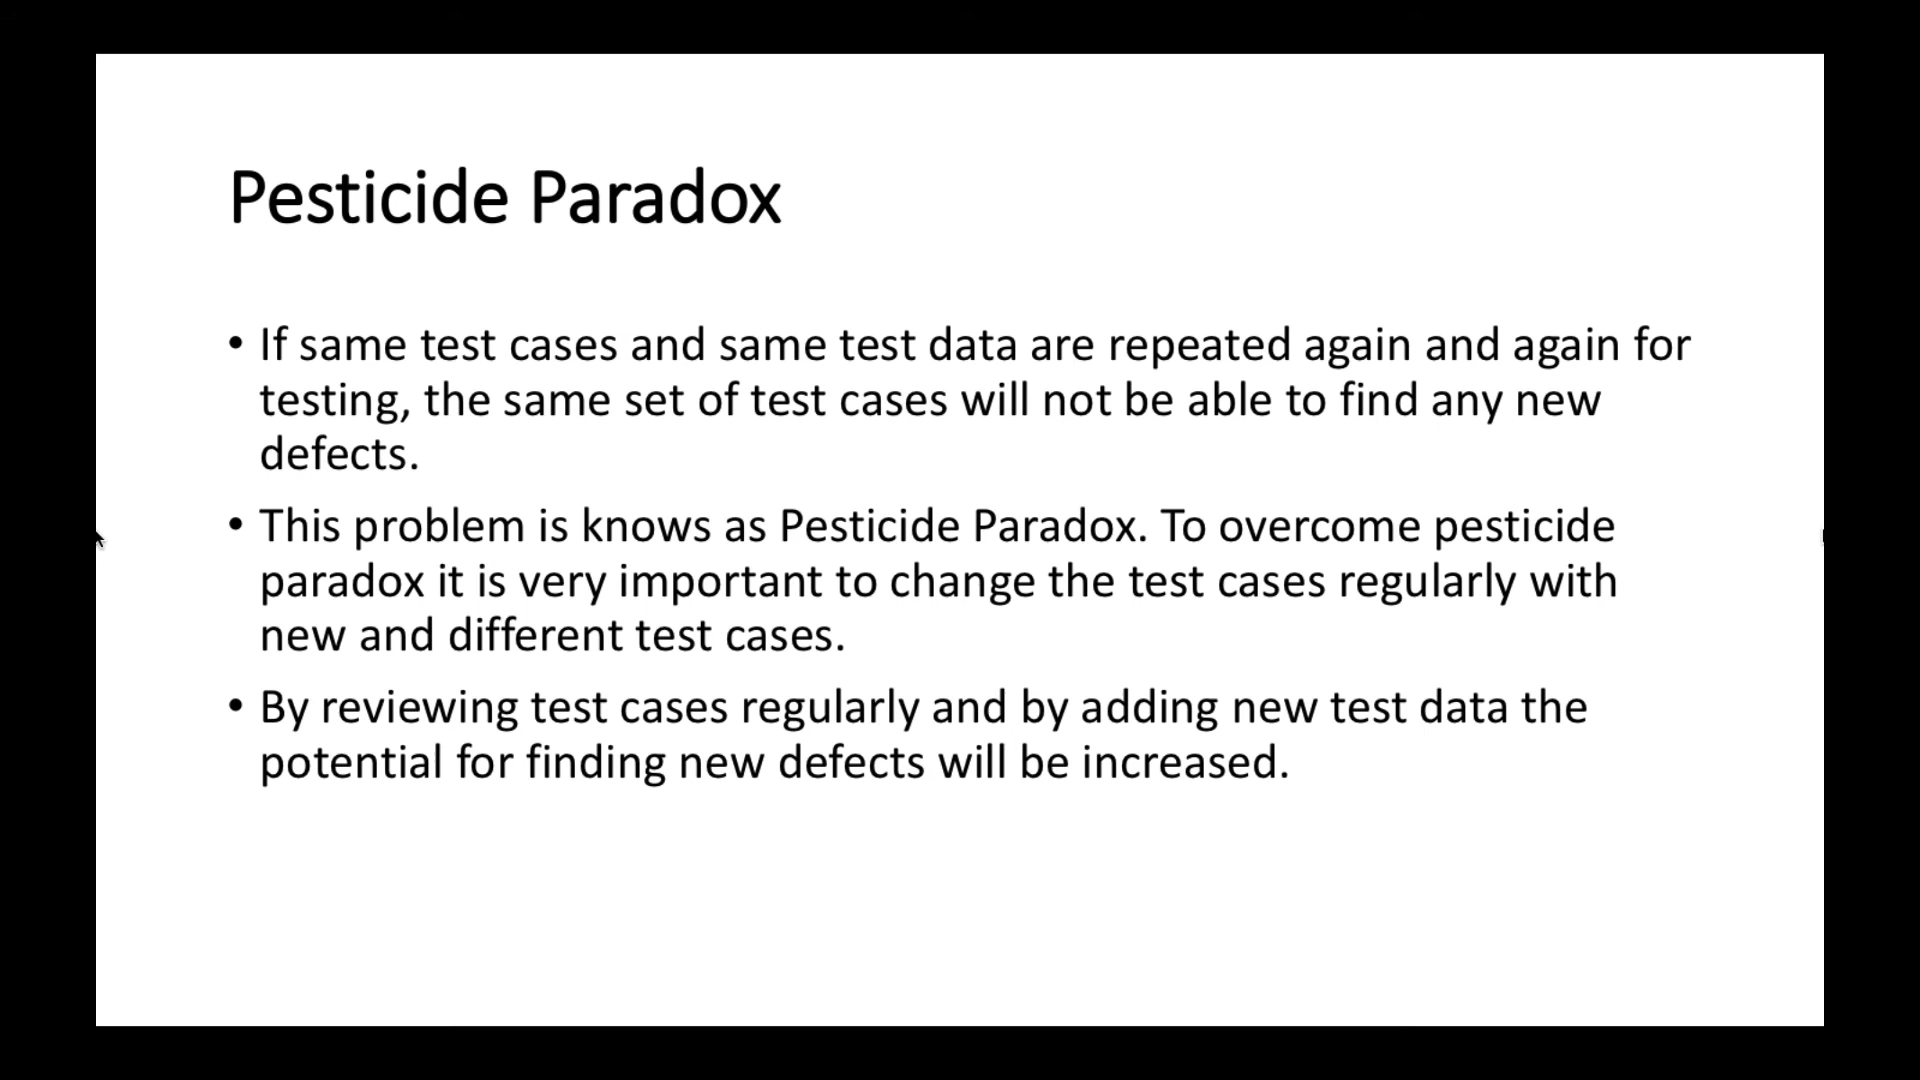 Pesticide Paradox
• If same test cases and same test data are repeated again and again for
testing, the same set of test cases will not be able to find any new
defects.
• This problem is knows as Pesticide Paradox. To overcome pesticide
paradox it is very important to change the test cases regularly with
new and different test cases.
• By reviewing test cases regularly and by adding new test data the
potential for finding new defects will be increased.